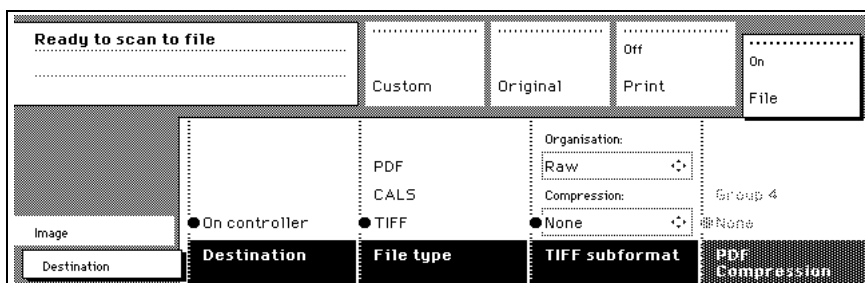 Ready to scan to file
Custom
Original
Off
Print
On
File
Image
Destination
On controller
Destination
PDF
CALS
TIFF
File type
Organisation:
Raw
Compression:
None
TIFF subformat
Group 4
None
PDF
Compression